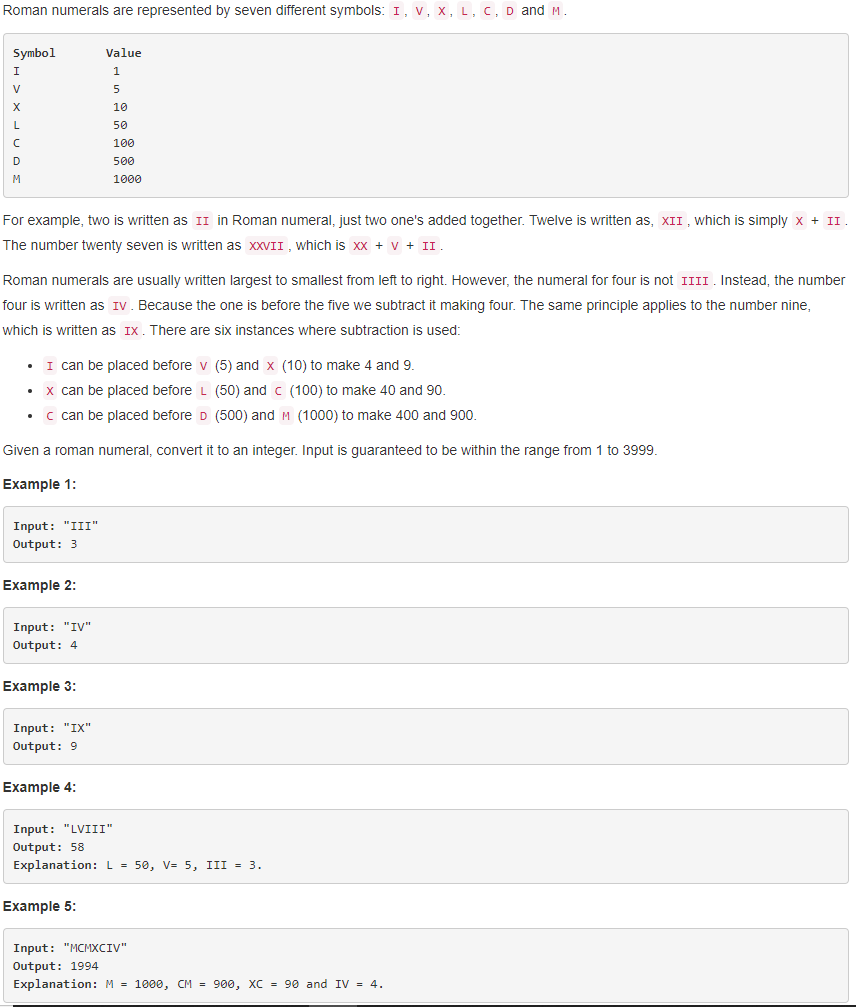 Roman numerals are represented by seven different symbols: I, V, X, L, C, D and M.
Symbol Value
I 1
V 5
X 10
L 50
C 100
D 500
M 1000
For example, two is written as II in Roman numeral, just two one's added together. Twelve is written as, XII, which is simply X + II.
The number twenty seven is written as XXVII, which is XX + V + II.
Roman numerals are usually written largest to smallest from left to right. However, the numeral for four is not IIII. Instead, the number
four is written as IV. Because the one is before the five we subtract it making four. The same principle applies to the number nine,
which is written as IX. There are six instances where subtraction is used:
• I can be placed before V (5) and X (10) to make 4 and 9.
• X can be placed before L (50) and C (100) to make 40 and 90.
• C can be placed before D (500) and M (1000) to make 400 and 900.
Given a roman numeral, convert it to an integer. Input is guaranteed to be within the range from 1 to 3999.
Example 1:
Input: "III"
Output: 3
Example 2:
Input: "IV"
Output: 4
Example 3:
Input: "IX"
Output: 9
Example 4:
Input: "LVIII"
Output: 58
Explanation: L = 50, V= 5, III = 3.
Example 5:
Input: "MCMXCIV"
Output: 1994
Explanation: M = 1000, CM = 900, XC = 90 and IV = 4.